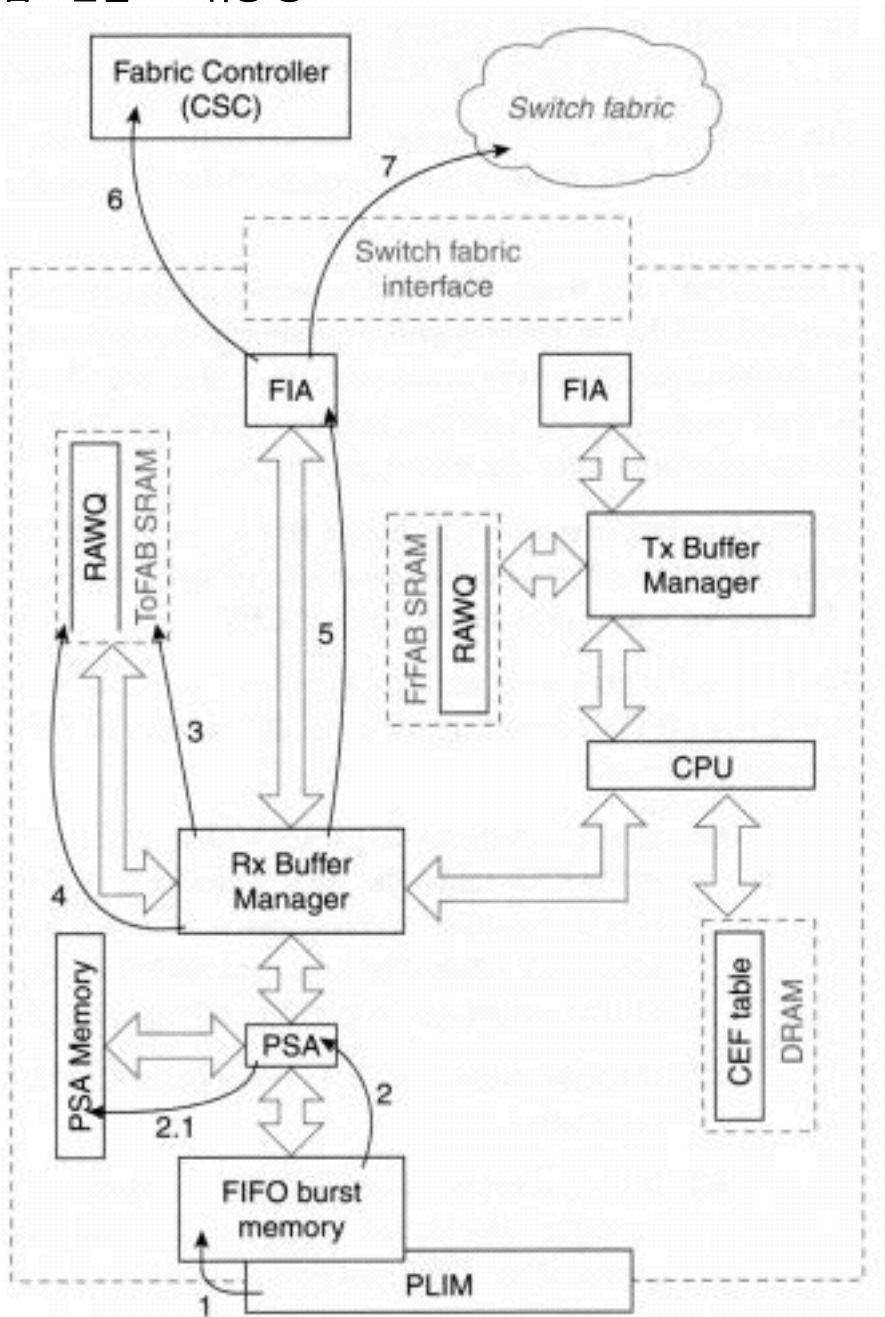 Fabric Controller
(CSC)
Switch fabric
7
6
Switch fabric
interface
FIA
FIA
RAWQ
ToFAB SRAM
FrFAB SRAM
RAWQ
Tx Buffer
Manager
5
3
CPU
Rx Buffer
Manager
4
PSA Memory
PSA
CEF table
DRAM
2
2.1
FIFO burst
memory
PLIM
1